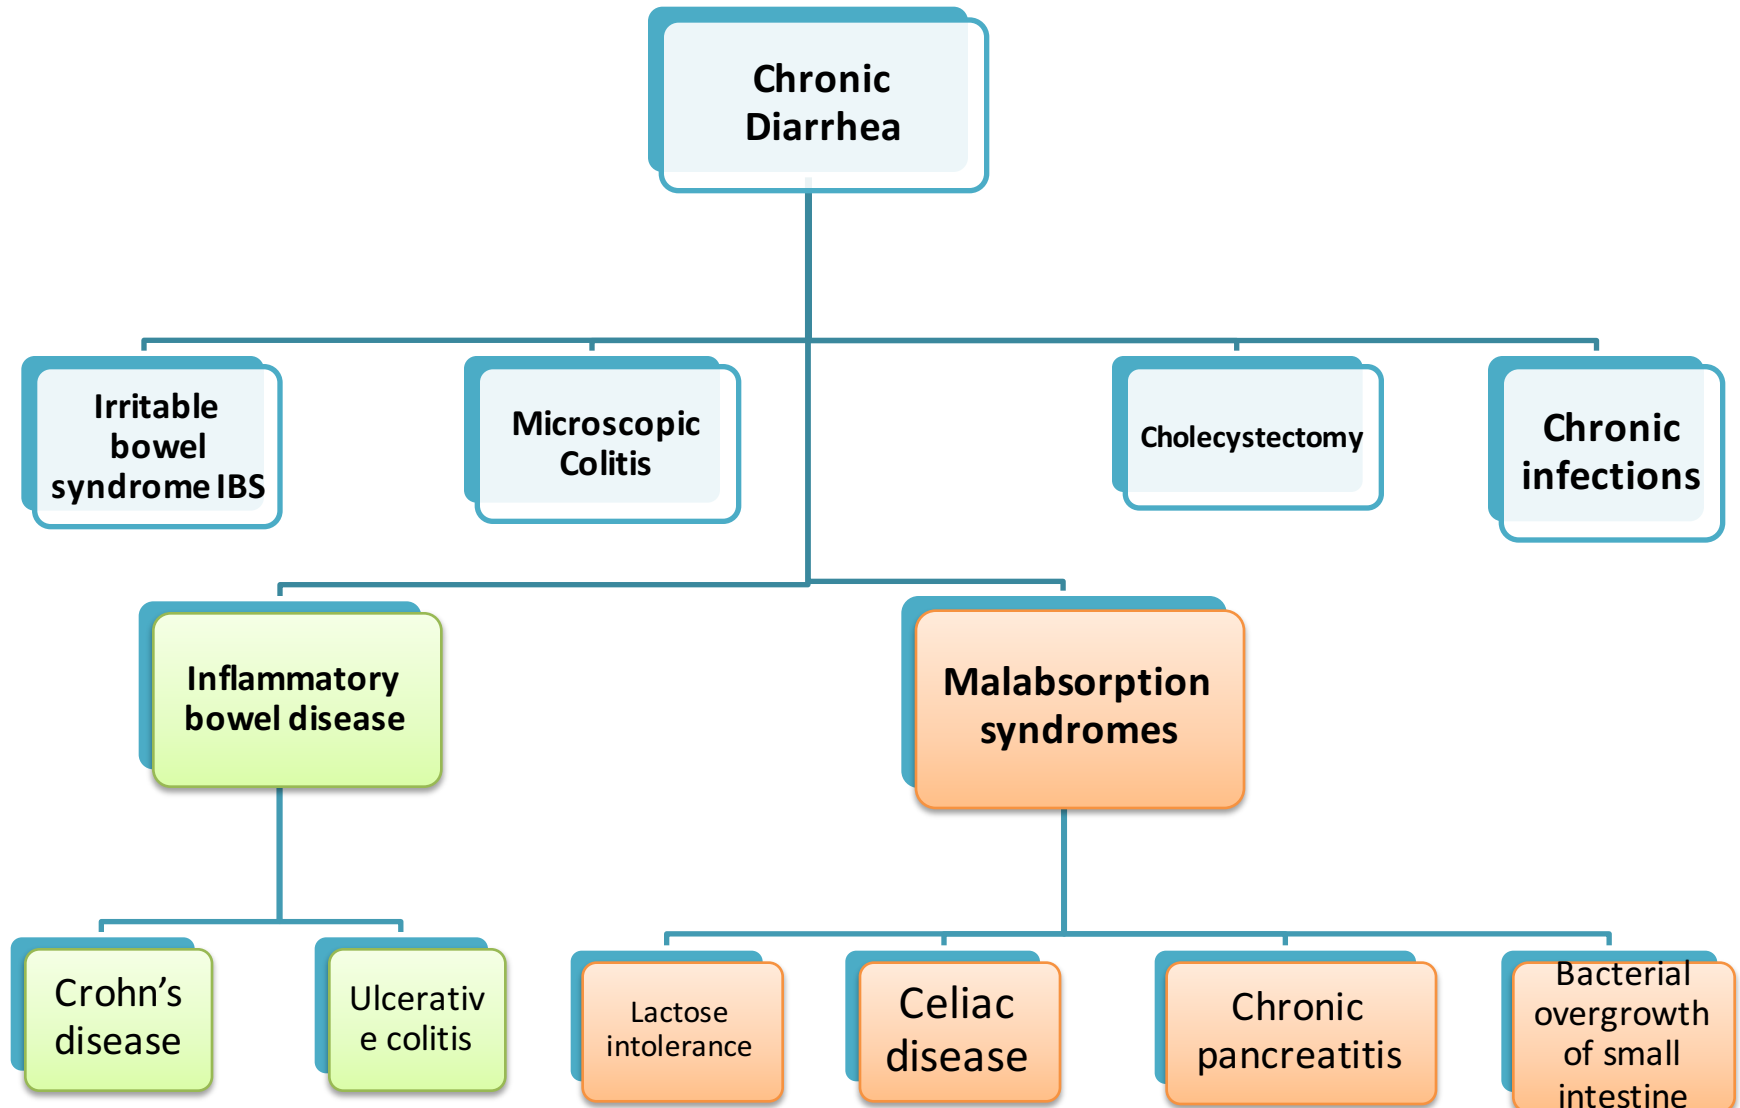 Chronic
Diarrhea
Irritable
bowel
syndrome IBS
Microscopic
Colitis
Cholecystectomy
Chronic
infections
Inflammatory
bowel disease
Malabsorption
syndromes
Crohn’s
disease
Ulcerativ
e colitis
Lactose
intolerance
Celiac
disease
Chronic
pancreatitis
Bacterial
overgrowth
of small
intestine